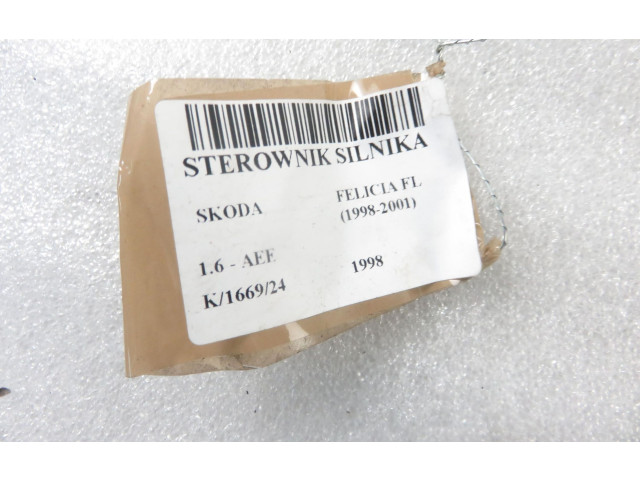 STEROWNIK SILNIKA
SKODA FELICIA FL
(1998-2001)
1.6 - AEE 1998
K/1669/24